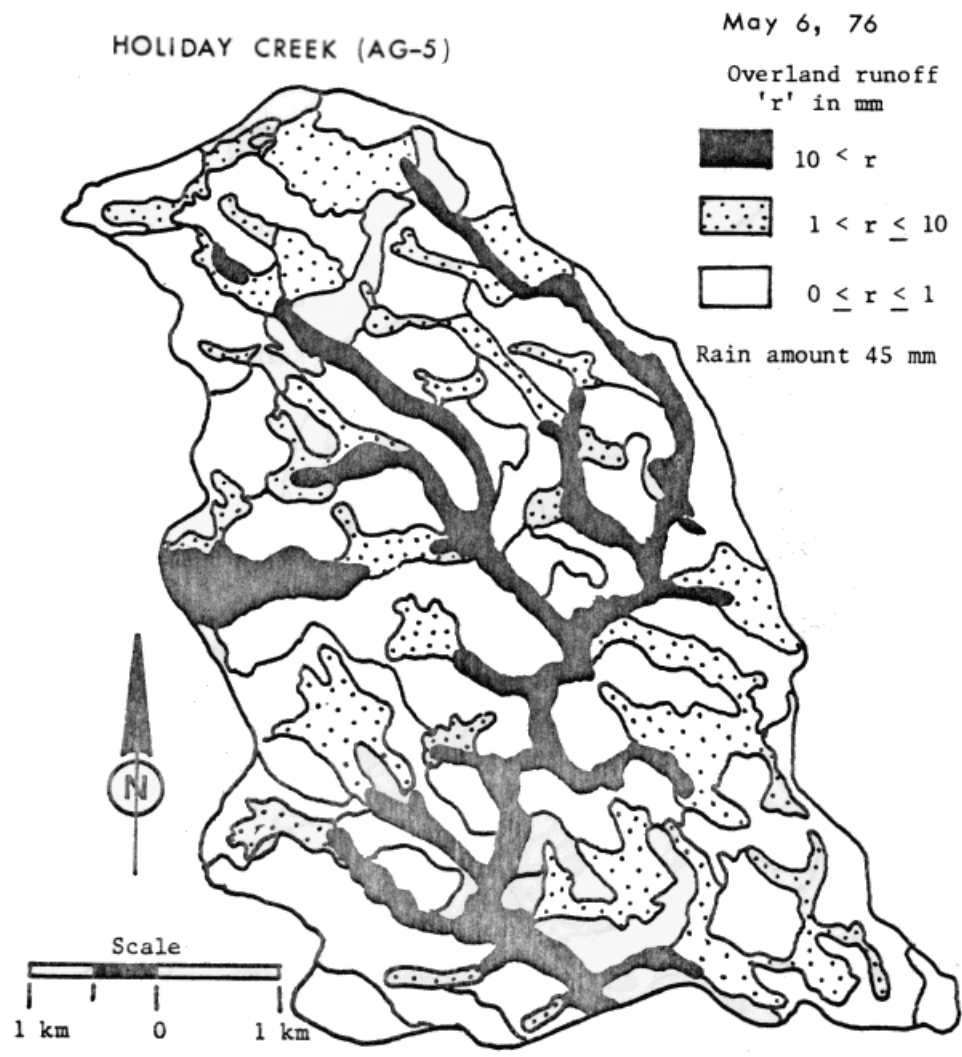 HOLIDAY CREEK (AG-5)
May 6, 76
Overland runoff
'r' in mm
10 < r
1 < r ≤ 10
0 ≤ r ≤ 1
Rain amount 45 mm
N
Scale
1 km 0 1 km